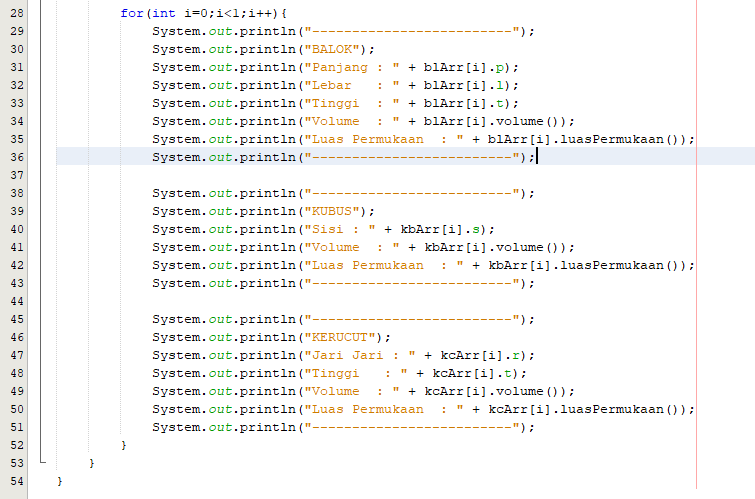 28 for(int i=0;i<1;i++){
29 System.out.println("-------------------------");
30 System.out.println("BALOK");
31 System.out.println("Panjang : " + blArr[i].p);
32 System.out.println("Lebar   : " + blArr[i].l);
33 System.out.println("Tinggi  : " + blArr[i].t);
34 System.out.println("Volume  : " + blArr[i].volume());
35 System.out.println("Luas Permukaan  : " + blArr[i].luasPermukaan());
36 System.out.println("-------------------------");
37
38 System.out.println("-------------------------");
39 System.out.println("KUBUS");
40 System.out.println("Sisi : " + kbArr[i].s);
41 System.out.println("Volume  : " + kbArr[i].volume());
42 System.out.println("Luas Permukaan  : " + kbArr[i].luasPermukaan());
43 System.out.println("-------------------------");
44
45 System.out.println("-------------------------");
46 System.out.println("KERUCUT");
47 System.out.println("Jari Jari : " + kcArr[i].r);
48 System.out.println("Tinggi   : " + kcArr[i].t);
49 System.out.println("Volume  : " + kcArr[i].volume());
50 System.out.println("Luas Permukaan  : " + kcArr[i].luasPermukaan());
51 System.out.println("-------------------------");
52 }
53 }
54 }